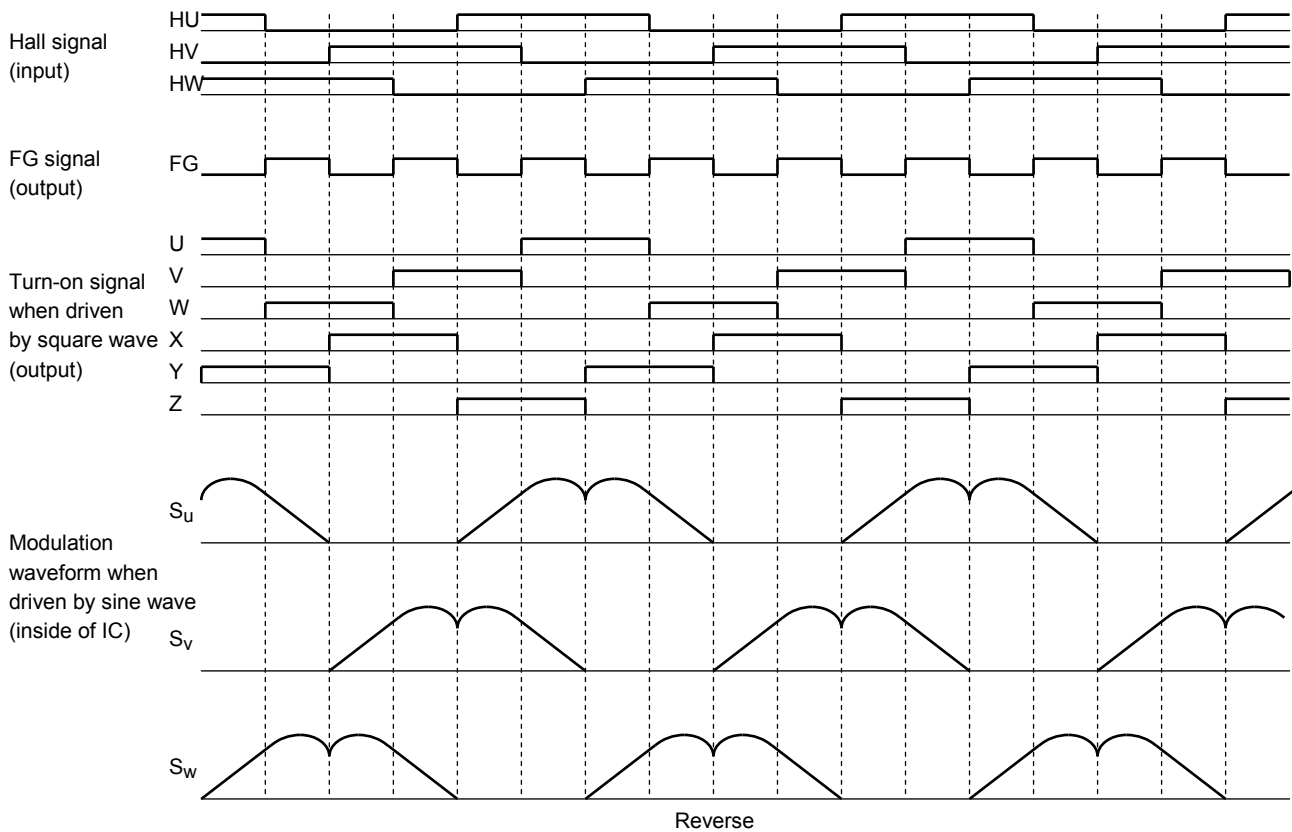 Hall signal
(input)
HU
HV
HW
FG signal
(output)
FG
Turn-on signal
when driven
by square wave
(output)
U
V
W
X
Y
Z
Modulation
waveform when
driven by sine wave
(inside of IC)
Su
Sv
Sw
Reverse